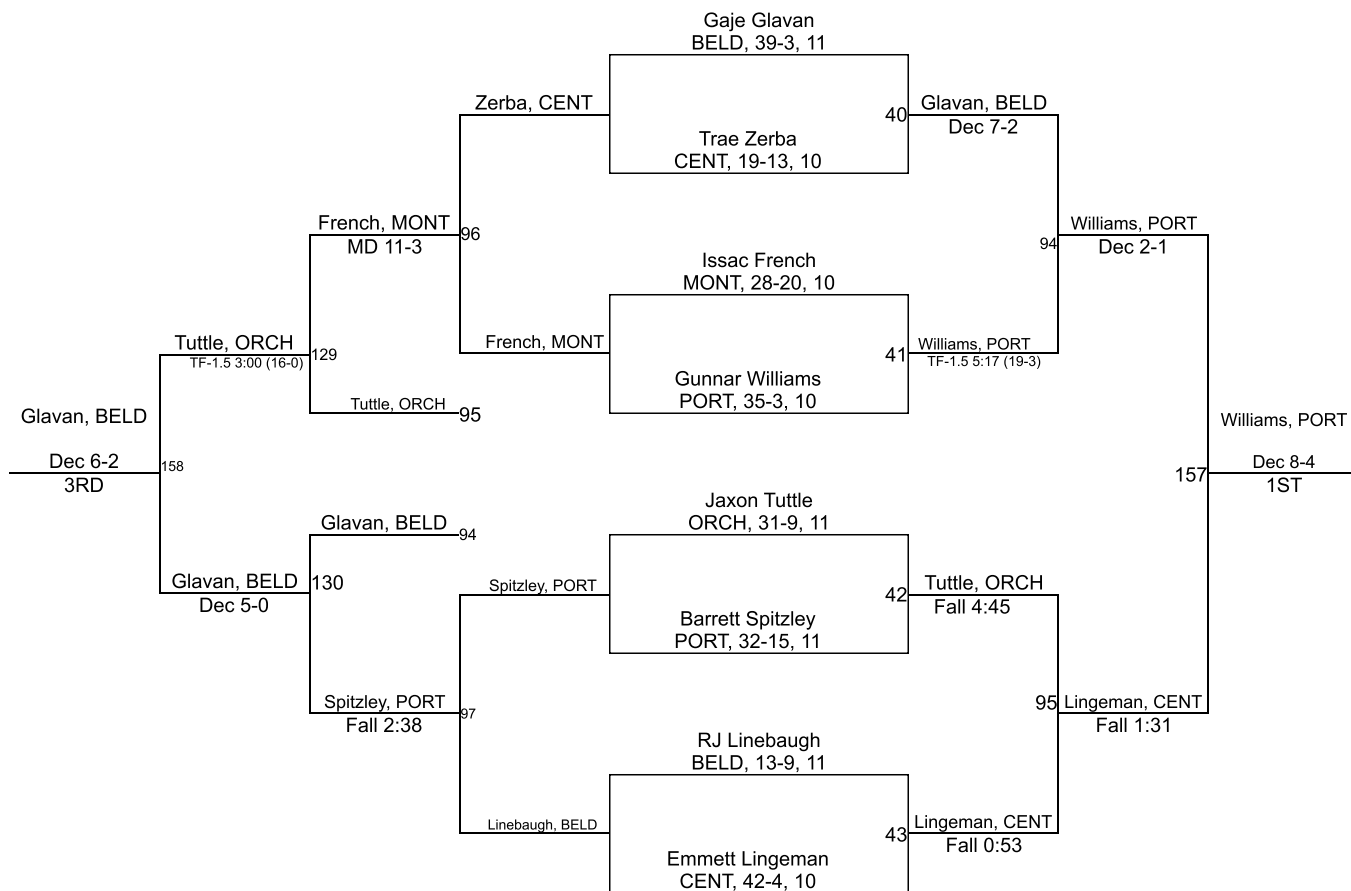 Gaje Glavan
BELD, 39-3, 11
Zerba, CENT
40
Glavan, BELD
Dec 7-2
Trae Zerba
CENT, 19-13, 10
French, MONT
MD 11-3
96
94
Williams, PORT
Dec 2-1
Issac French
MONT, 28-20, 10
French, MONT
41
Williams, PORT
TF-1.5 5:17 (19-3)
Tuttle, ORCH
TF-1.5 3:00 (16-0)
129
Gunnar Williams
PORT, 35-3, 10
Tuttle, ORCH
95
Glavan, BELD
Dec 6-2
3RD
158
157
Williams, PORT
Dec 8-4
1ST
Jaxon Tuttle
ORCH, 31-9, 11
Glavan, BELD
94
Glavan, BELD
Dec 5-0
130
Spitzley, PORT
42
Tuttle, ORCH
Fall 4:45
Barrett Spitzley
PORT, 32-15, 11
Spitzley, PORT
Fall 2:38
97
95
Lingeman, CENT
Fall 1:31
RJ Linebaugh
BELD, 13-9, 11
Linebaugh, BELD
43
Lingeman, CENT
Fall 0:53
Emmett Lingeman
CENT, 42-4, 10